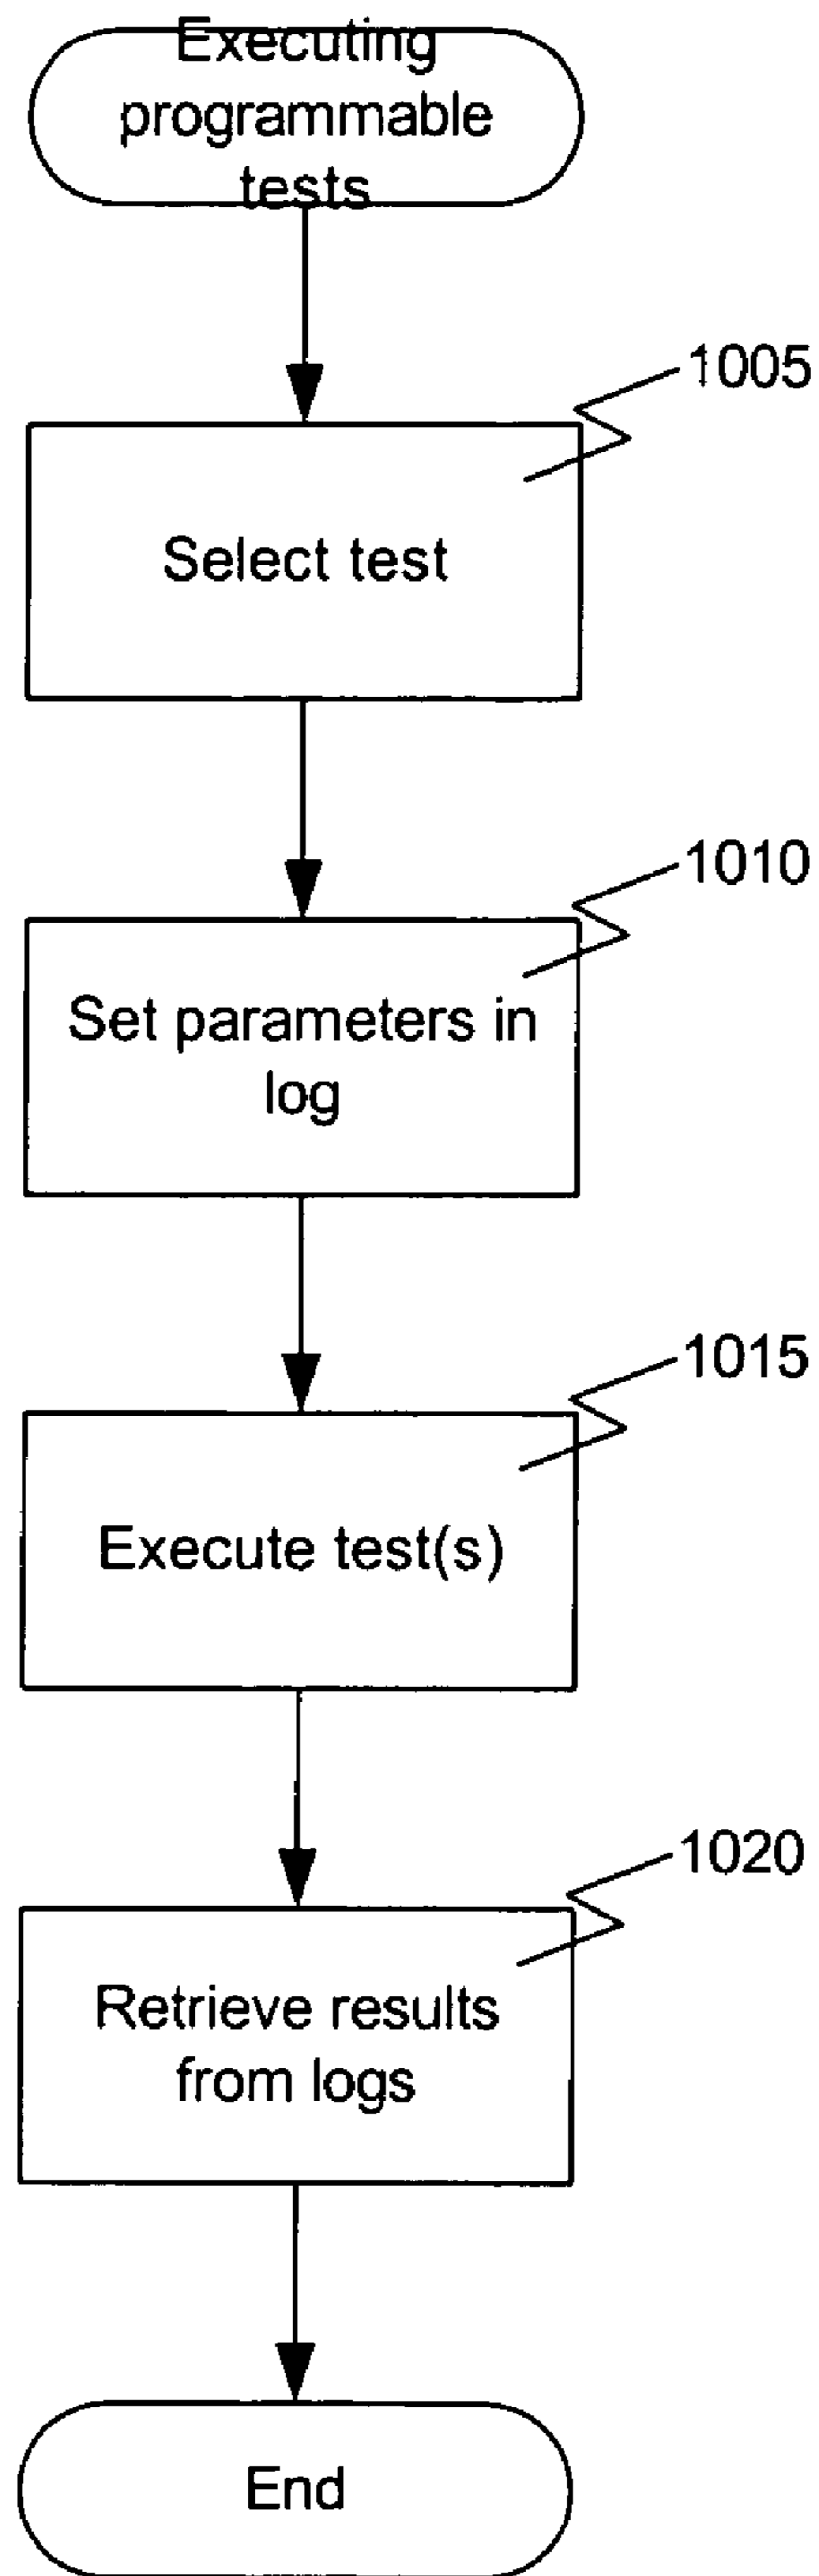 Executing
programmable
tests
1005
Select test
1010
Set parameters in
log
1015
Execute test(s)
1020
Retrieve results
from logs
End